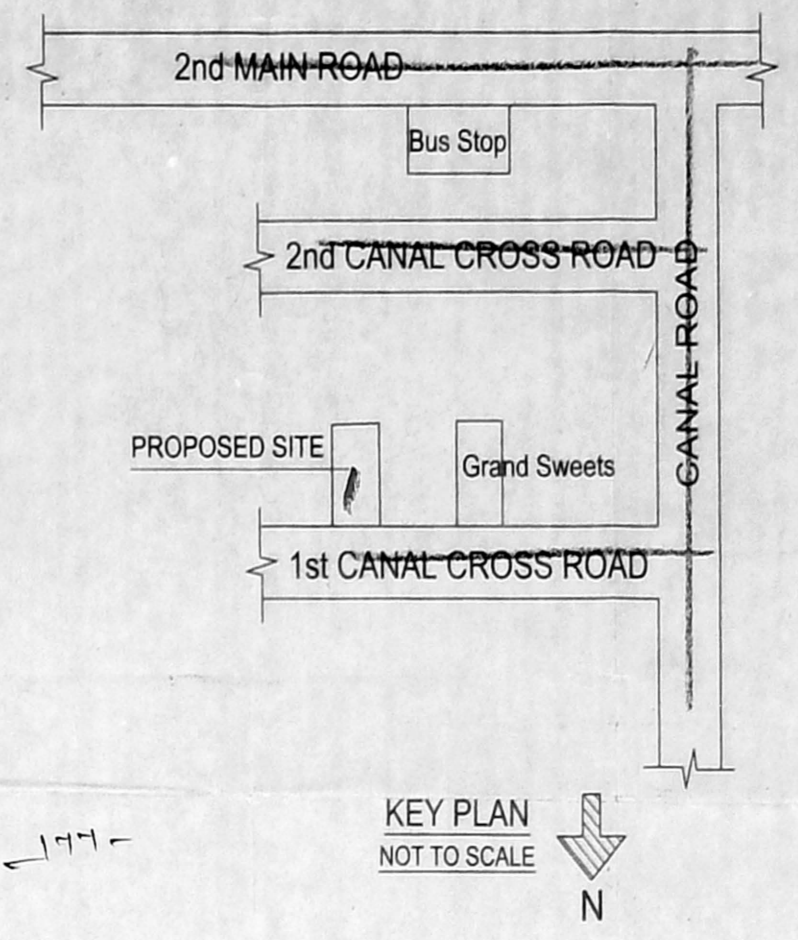 2nd MAIN ROAD
Bus Stop
2nd CANAL CROSS ROAD
CANAL ROAD
PROPOSED SITE
Grand Sweets
1st CANAL CROSS ROAD
KEY PLAN
NOT TO SCALE
N